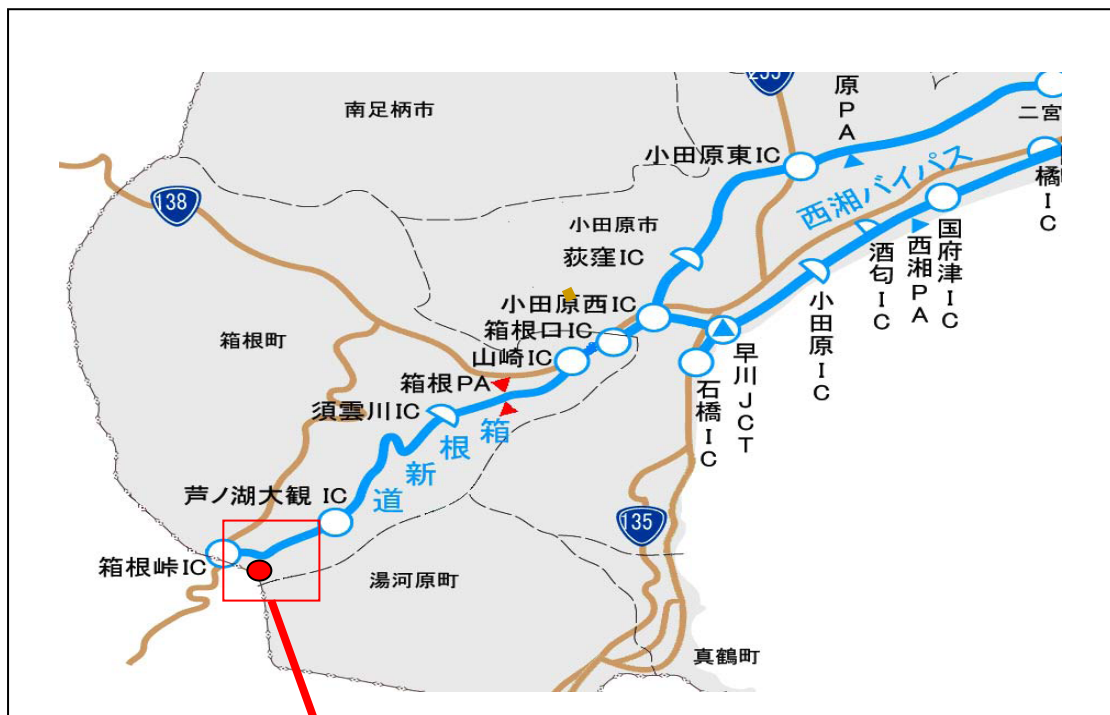 255
原PA
二宮
南足柄市
小田原東IC
138
西湘バイパス
橘IC
小田原市
国府津IC
荻窪IC
西湘PA
酒匂IC
小田原西IC
小田原IC
箱根口IC
箱根町
山崎IC
早川JCT
箱根PA
石橋IC
須雲川IC
箱根新道
芦ノ湖大観 IC
135
箱根峠IC
湯河原町
真鶴町